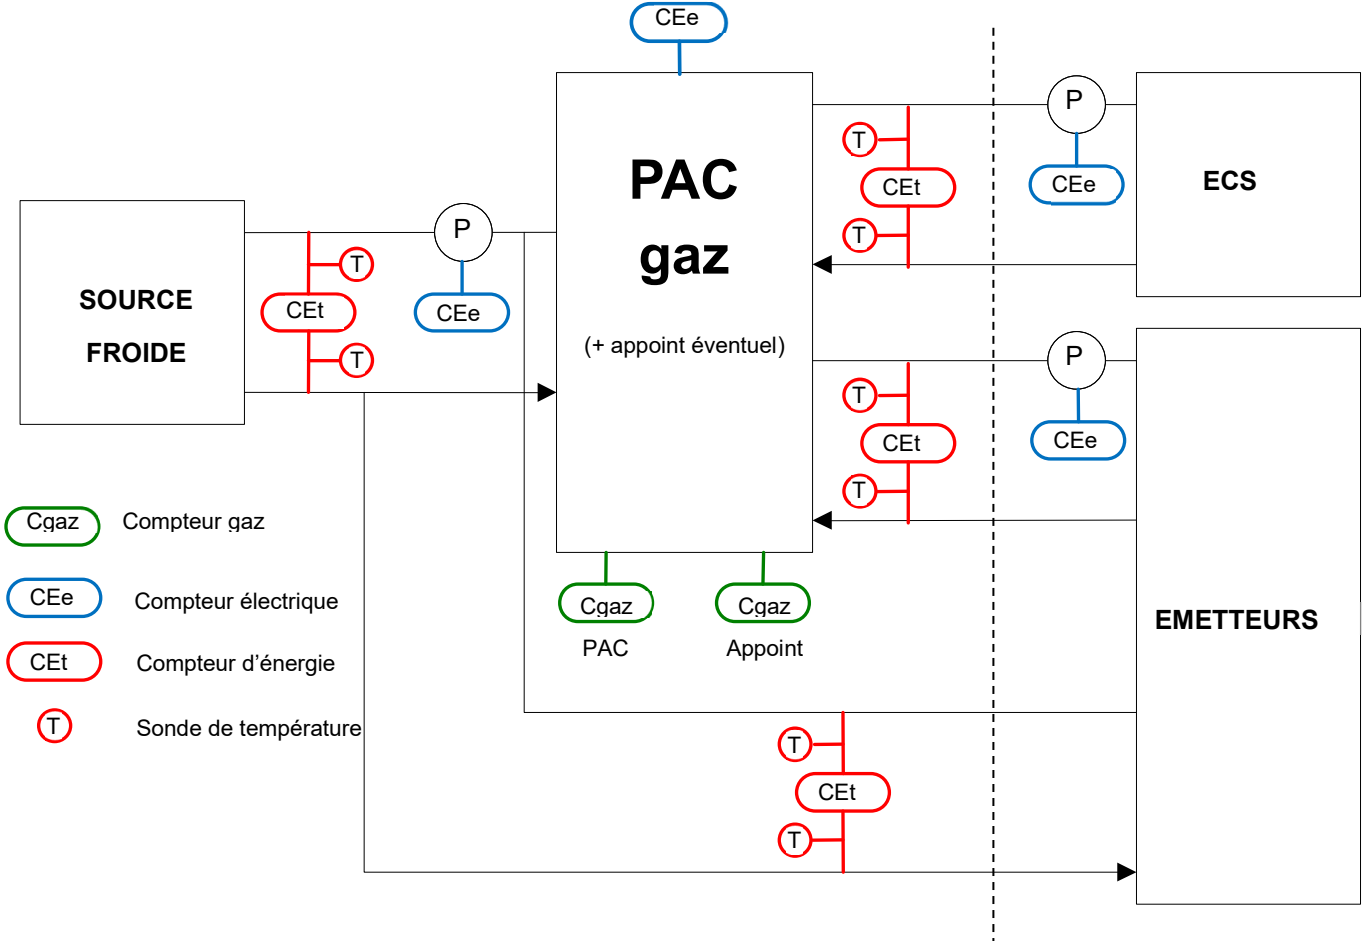 CEe
PAC
gaz
(+ appoint éventuel)
P
T
CEt
T
CEe
ECS
SOURCE
FROIDE
P
T
CEt
T
CEe
P
T
CEt
T
CEe
EMETTEURS
Cgaz
PAC
Cgaz
Appoint
T
CEt
T
Cgaz Compteur gaz
CEe Compteur électrique
CEt Compteur d’énergie
T Sonde de température